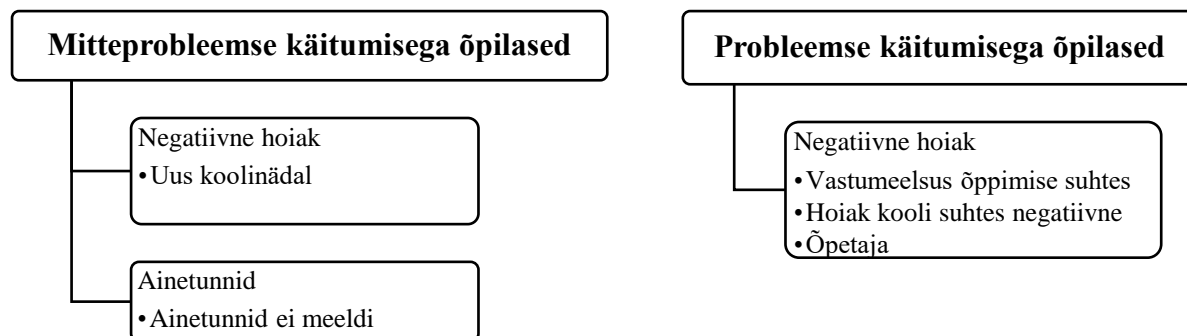 Mitteprobleemse käitumisega õpilased
Negatiivne hoiak
•Uus koolinädal
Ainetunnid
•Ainetunnid ei meeldi
Probleemse käitumisega õpilased
Negatiivne hoiak
•Vastumeelsus õppimise suhtes
•Hoiak kooli suhtes negatiivne
•Õpetaja